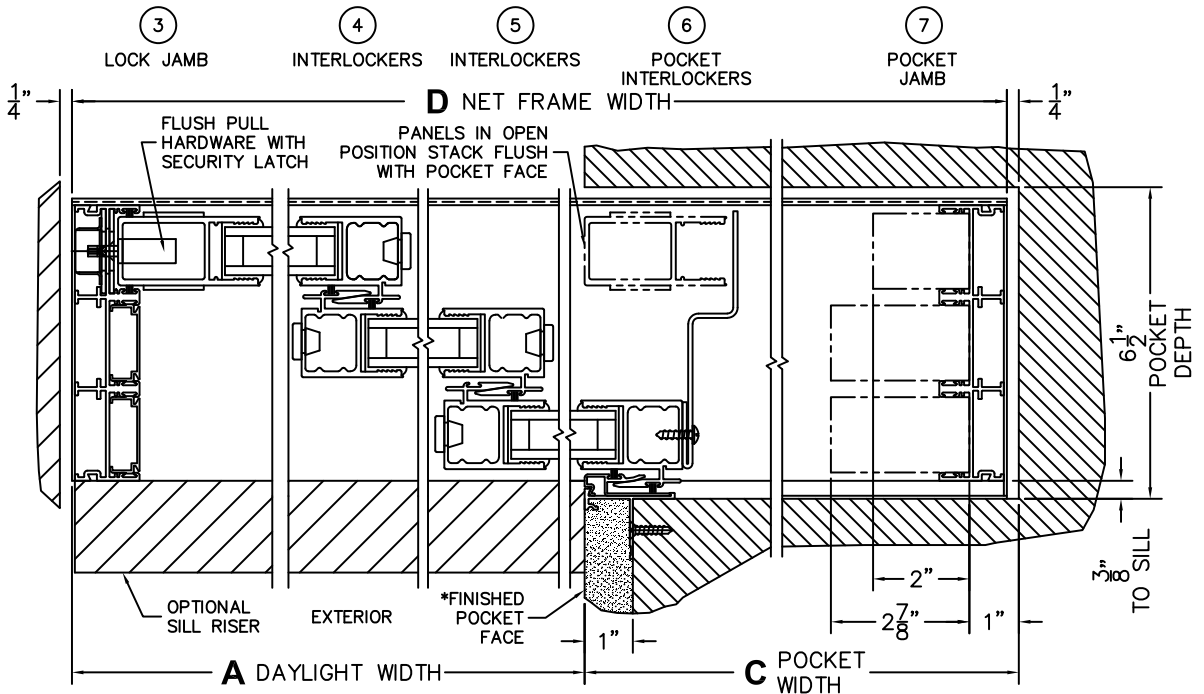 3 4 5 6 7
LOCK JAMB INTERLOCKERS INTERLOCKERS POCKET INTERLOCKERS POCKET JAMB
1/4" D NET FRAME WIDTH 1/4"
FLUSH PULL
HARDWARE WITH
SECURITY LATCH
PANELS IN OPEN
POSITION STACK FLUSH
WITH POCKET FACE
6 1/2"
POCKET
DEPTH
3/8"
TO SILL
OPTIONAL
SILL RISER
EXTERIOR
*FINISHED
POCKET
FACE
1"
2"
2 7/8"
1"
A DAYLIGHT WIDTH
C POCKET
WIDTH